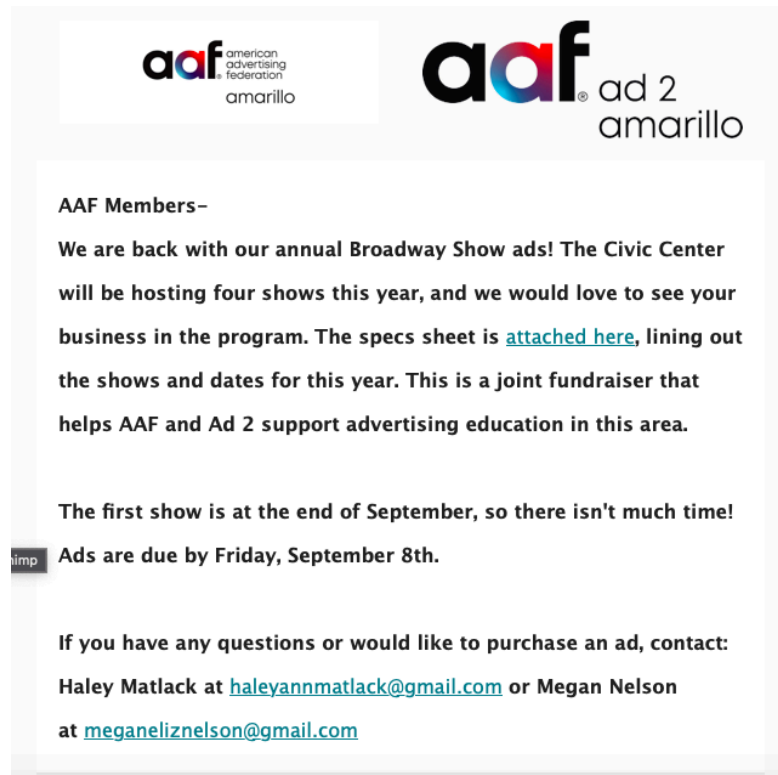 aaf® american
advertising
federation
amarillo
aaf® ad 2
amarillo
AAF Members–
We are back with our annual Broadway Show ads! The Civic Center
will be hosting four shows this year, and we would love to see your
business in the program. The specs sheet is attached here, lining out
the shows and dates for this year. This is a joint fundraiser that
helps AAF and Ad 2 support advertising education in this area.
The first show is at the end of September, so there isn't much time!
himp
Ads are due by Friday, September 8th.
If you have any questions or would like to purchase an ad, contact:
Haley Matlack at haleyannmatlack@gmail.com or Megan Nelson
at meganeliznelson@gmail.com